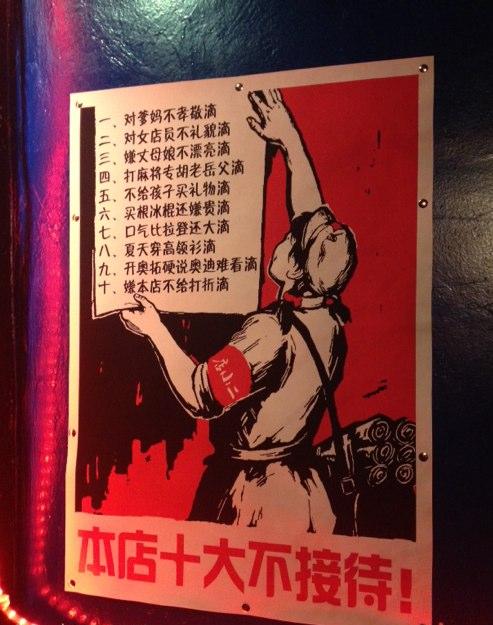 一、对爹妈不孝敬滴
二、对女店员不礼貌滴
三、嫌丈母娘不漂亮滴
四、打麻将专胡老岳父滴
五、不给孩子买礼物滴
六、买根冰棍还嫌贵滴
七、口气比拉登还大滴
八、夏天穿高领衫滴
九、开奥拓硬说奥迪难看滴
十、嫌本店不给打折滴
本店十大不接待!